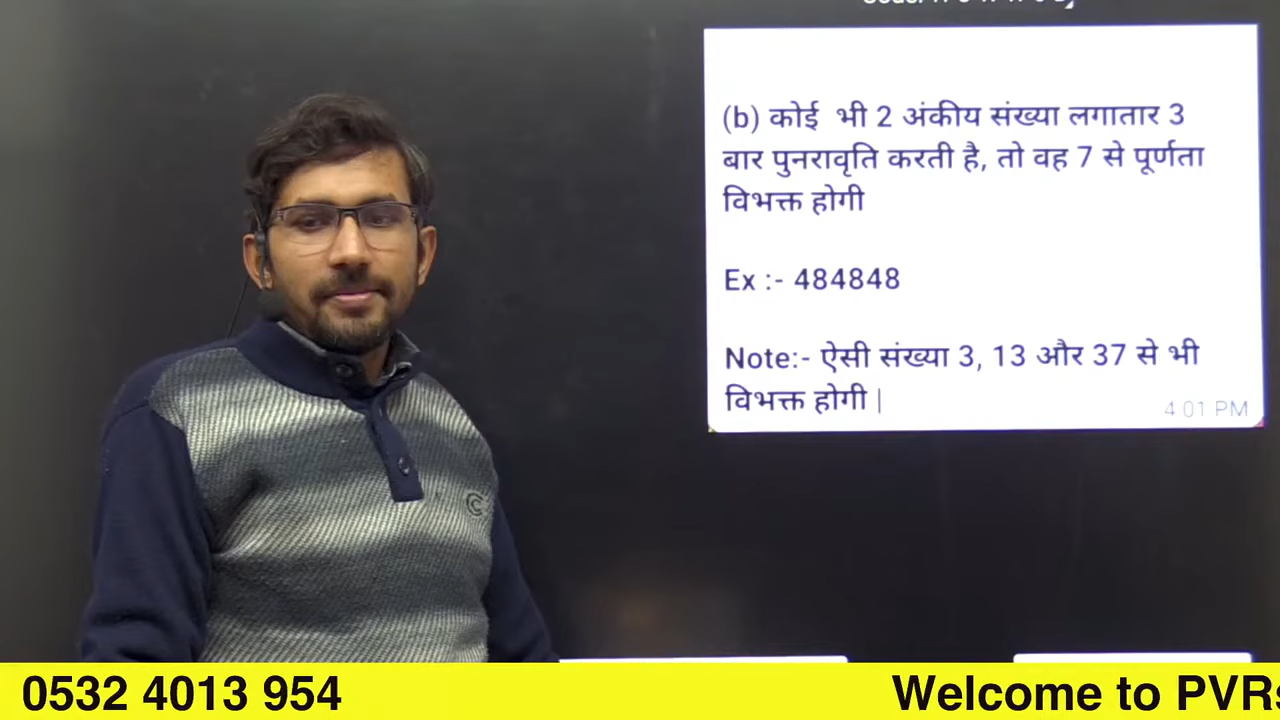 (b) कोई भी 2 अंकीय संख्या लगातार 3
बार पुनरावृति करती है, तो वह 7 से पूर्णता
विभक्त होगी
Ex :- 484848
Note:- ऐसी संख्या 3, 13 और 37 से भी
विभक्त होगी |
4:01 PM
0532 4013 954
Welcome to PVRs